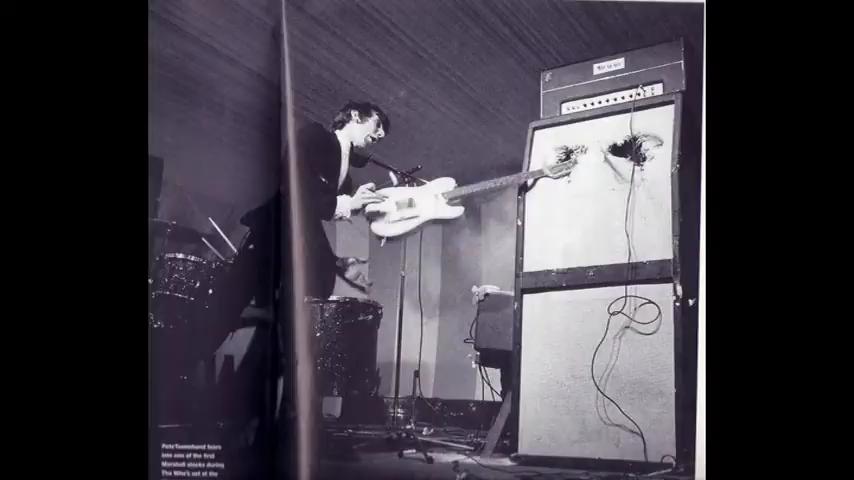 Pete Townshend tears
into one of the first
Marshall stacks during
The Who's set at the